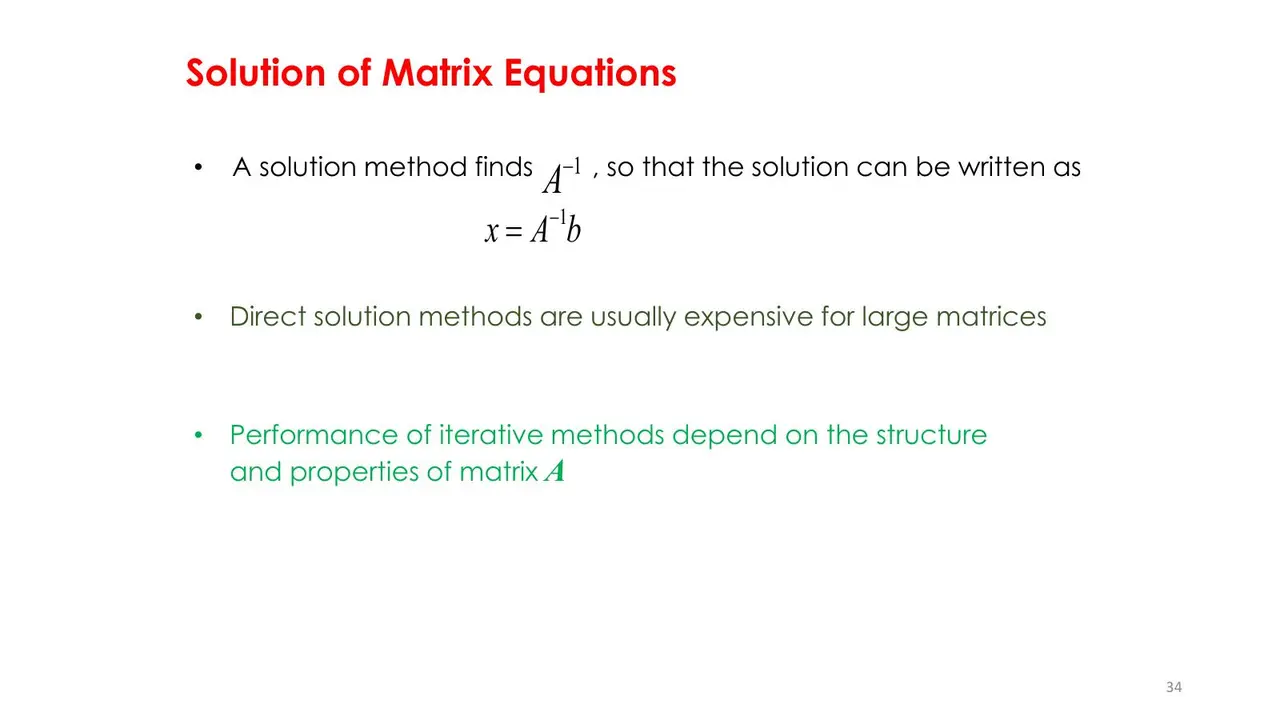 Solution of Matrix Equations
• A solution method finds A⁻¹ , so that the solution can be written as
x = A⁻¹b
• Direct solution methods are usually expensive for large matrices
• Performance of iterative methods depend on the structure
and properties of matrix A
34